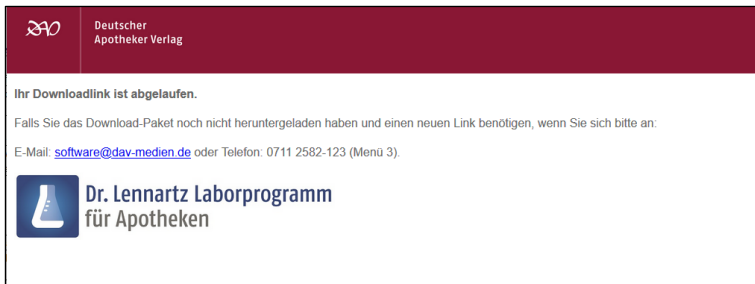 Deutscher
Apotheker Verlag
Ihr Downloadlink ist abgelaufen.
Falls Sie das Download-Paket noch nicht heruntergeladen haben und einen neuen Link benötigen, wenn Sie sich bitte an:
E-Mail: software@dav-medien.de oder Telefon: 0711 2582-123 (Menü 3).
Dr. Lennartz Laborprogramm
für Apotheken